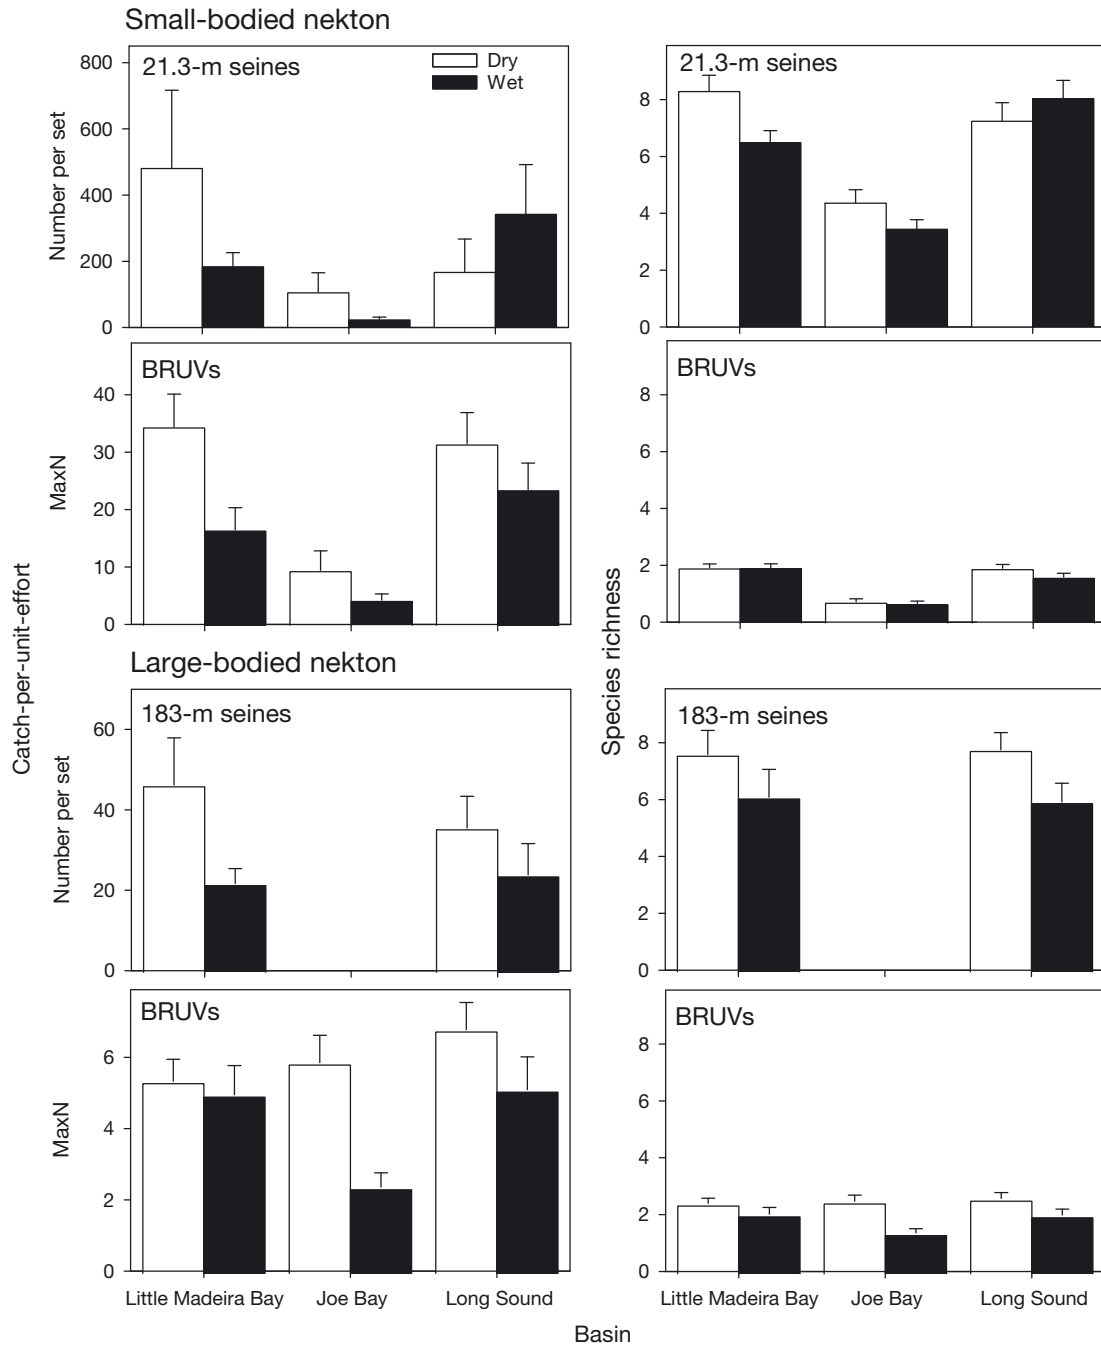 Small-bodied nekton
21.3-m seines
Dry
Wet
800
600
400
200
0
Number per set
21.3-m seines
8
6
4
2
0
BRUVs
40
30
20
10
0
MaxN
BRUVs
8
6
4
2
0
Catch-per-unit-effort
Species richness
Large-bodied nekton
183-m seines
60
40
20
0
Number per set
183-m seines
8
6
4
2
0
BRUVs
6
4
2
0
MaxN
BRUVs
8
6
4
2
0
Little Madeira Bay Joe Bay Long Sound
Little Madeira Bay Joe Bay Long Sound
Basin